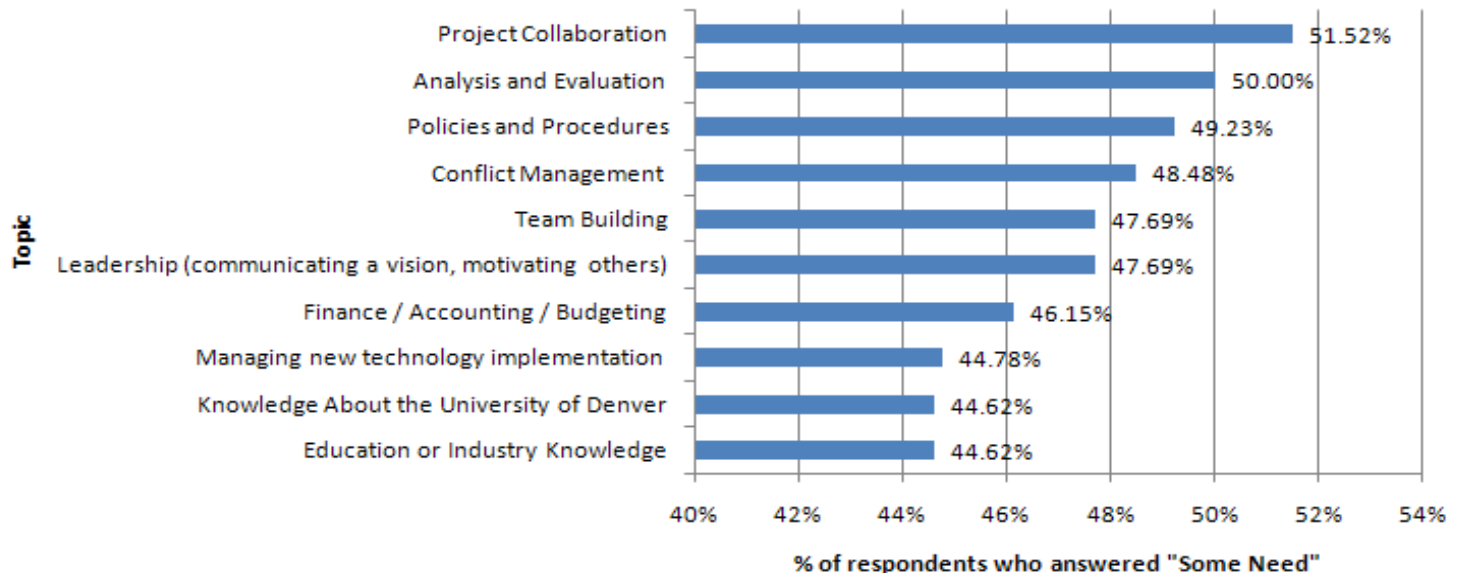 Project Collaboration 51.52%
Analysis and Evaluation 50.00%
Policies and Procedures 49.23%
Conflict Management 48.48%
Team Building 47.69%
Leadership (communicating a vision, motivating others) 47.69%
Finance / Accounting / Budgeting 46.15%
Managing new technology implementation 44.78%
Knowledge About the University of Denver 44.62%
Education or Industry Knowledge 44.62%
Topic
40% 42% 44% 46% 48% 50% 52% 54%
% of respondents who answered "Some Need"